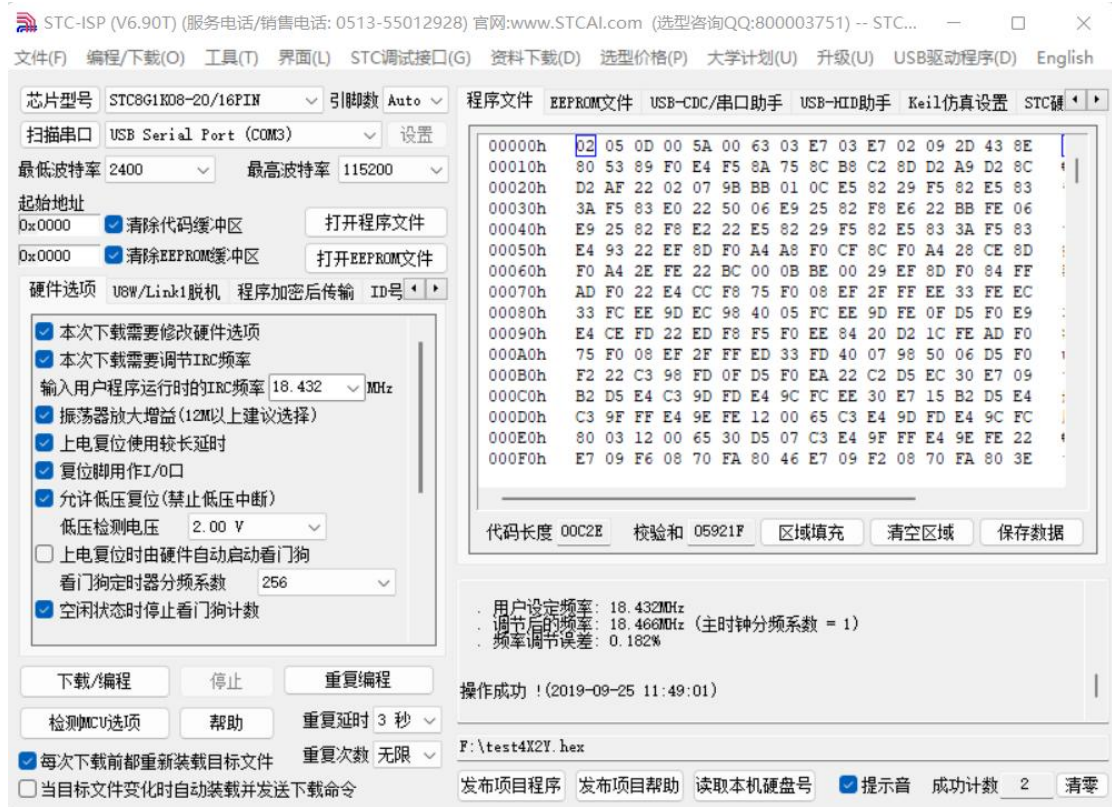 STC-ISP (V6.90T) (服务电话/销售电话: 0513-55012928) 官网:www.STCAI.com (选型咨询QQ:800003751) -- STC...
文件(F) 编程/下载(O) 工具(T) 界面(L) STC调试接口(G) 资料下载(D) 选型价格(P) 大学计划(U) 升级(U) USB驱动程序(D) English
芯片型号 STC8G1K08-20/16PIN 引脚数 Auto
扫描串口 USB Serial Port (COM3) 设置
最低波特率 2400 最高波特率 115200
起始地址
0x0000 清除代码缓冲区 打开程序文件
0x0000 清除EEPROM缓冲区 打开EEPROM文件
硬件选项 U8W/Link1脱机 程序加密后传输 ID号
本次下载需要修改硬件选项
本次下载需要调节IRC频率
输入用户程序运行时的IRC频率 18.432 MHz
振荡器放大增益(12M以上建议选择)
上电复位使用较长延时
复位脚用作I/O口
允许低压复位(禁止低压中断)
低压检测电压 2.00 V
上电复位时由硬件自动启动看门狗
看门狗定时器分频系数 256
空闲状态时停止看门狗计数
下载/编程 停止 重复编程
检测MCU选项 帮助 重复延时 3 秒
每次下载前都重新装载目标文件 重复次数 无限
当目标文件变化时自动装载并发送下载命令
程序文件 EEPROM文件 USB-CDC/串口助手 USB-HID助手 Keil仿真设置 STC硬
00000h 02 05 0D 00 5A 00 63 03 E7 03 E7 02 09 2D 43 8E
00010h 80 53 89 F0 E4 F5 8A 75 8C B8 C2 8D D2 A9 D2 8C
00020h D2 AF 22 02 07 9B BB 01 0C E5 82 29 F5 82 E5 83
00030h 3A F5 83 E0 22 50 06 E9 25 82 F8 E6 22 BB FE 06
00040h E9 25 82 F8 E2 22 E5 82 29 F5 82 E5 83 3A F5 83
00050h E4 93 22 EF 8D F0 A4 A8 F0 CF 8C F0 A4 28 CE 8D
00060h F0 A4 2E FE 22 BC 00 0B BE 00 29 EF 8D F0 84 FF
00070h AD F0 22 E4 CC F8 75 F0 08 EF 2F FF EE 33 FE EC
00080h 33 FC EE 9D EC 98 40 05 FC EE 9D FE 0F D5 F0 E9
00090h E4 CE FD 22 ED F8 F5 F0 EE 84 20 D2 1C FE AD F0
000A0h 75 F0 08 EF 2F FF ED 33 FD 40 07 98 50 06 D5 F0
000B0h F2 22 C3 98 FD 0F D5 F0 EA 22 C2 D5 EC 30 E7 09
000C0h B2 D5 E4 C3 9D FD E4 9C FC EE 30 E7 15 B2 D5 E4
000D0h C3 9F FF E4 9E FE 12 00 65 C3 E4 9D FD E4 9C FC
000E0h 80 03 12 00 65 30 D5 07 C3 E4 9F FF E4 9E FE 22
000F0h E7 09 F6 08 70 FA 80 46 E7 09 F2 08 70 FA 80 3E
代码长度 00C2E 校验和 05921F 区域填充 清空区域 保存数据
. 用户设定频率: 18.432MHz
. 调节后的频率: 18.466MHz (主时钟分频系数 = 1)
. 频率调节误差: 0.182%
操作成功 !(2019-09-25 11:49:01)
F:\test4X2Y.hex
发布项目程序 发布项目帮助 读取本机硬盘号 提示音 成功计数 2 清零